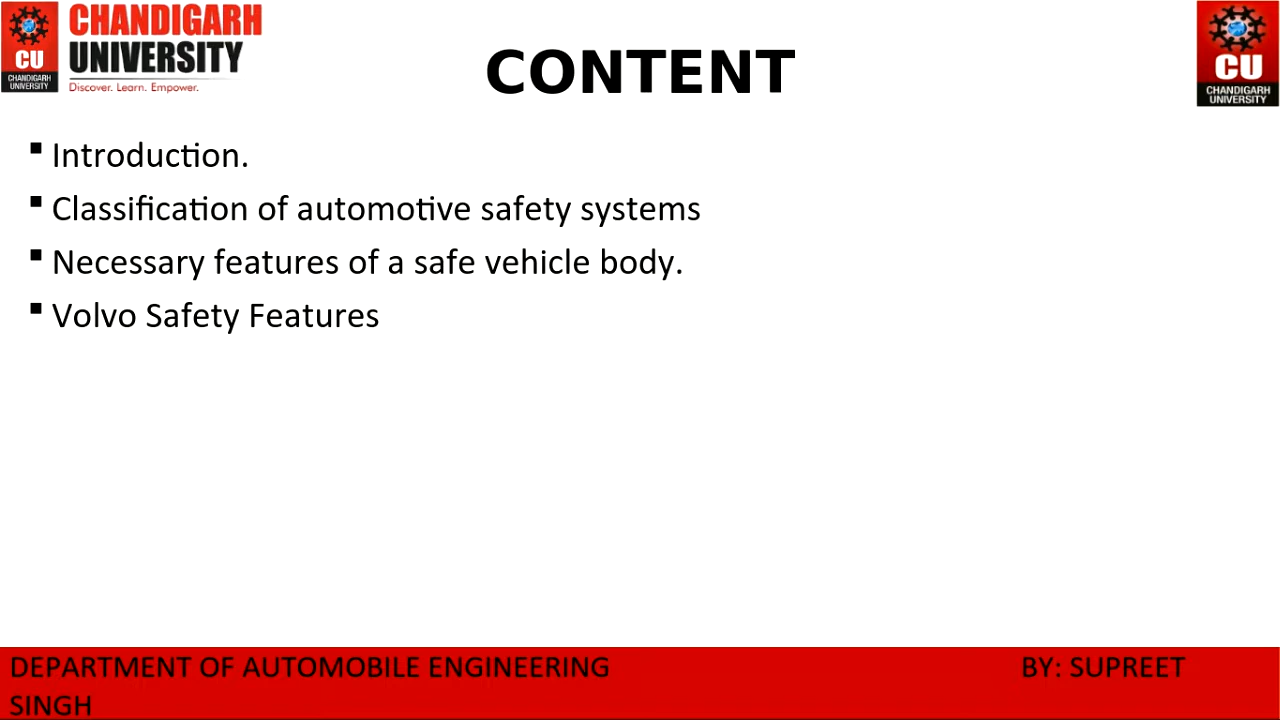 CHANDIGARH
UNIVERSITY
Discover. Learn. Empower.
CU
CHANDIGARH
UNIVERSITY
CU
CHANDIGARH
UNIVERSITY
CONTENT
▪ Introduction.
▪ Classification of automotive safety systems
▪ Necessary features of a safe vehicle body.
▪ Volvo Safety Features
DEPARTMENT OF AUTOMOBILE ENGINEERING BY: SUPREET
SINGH